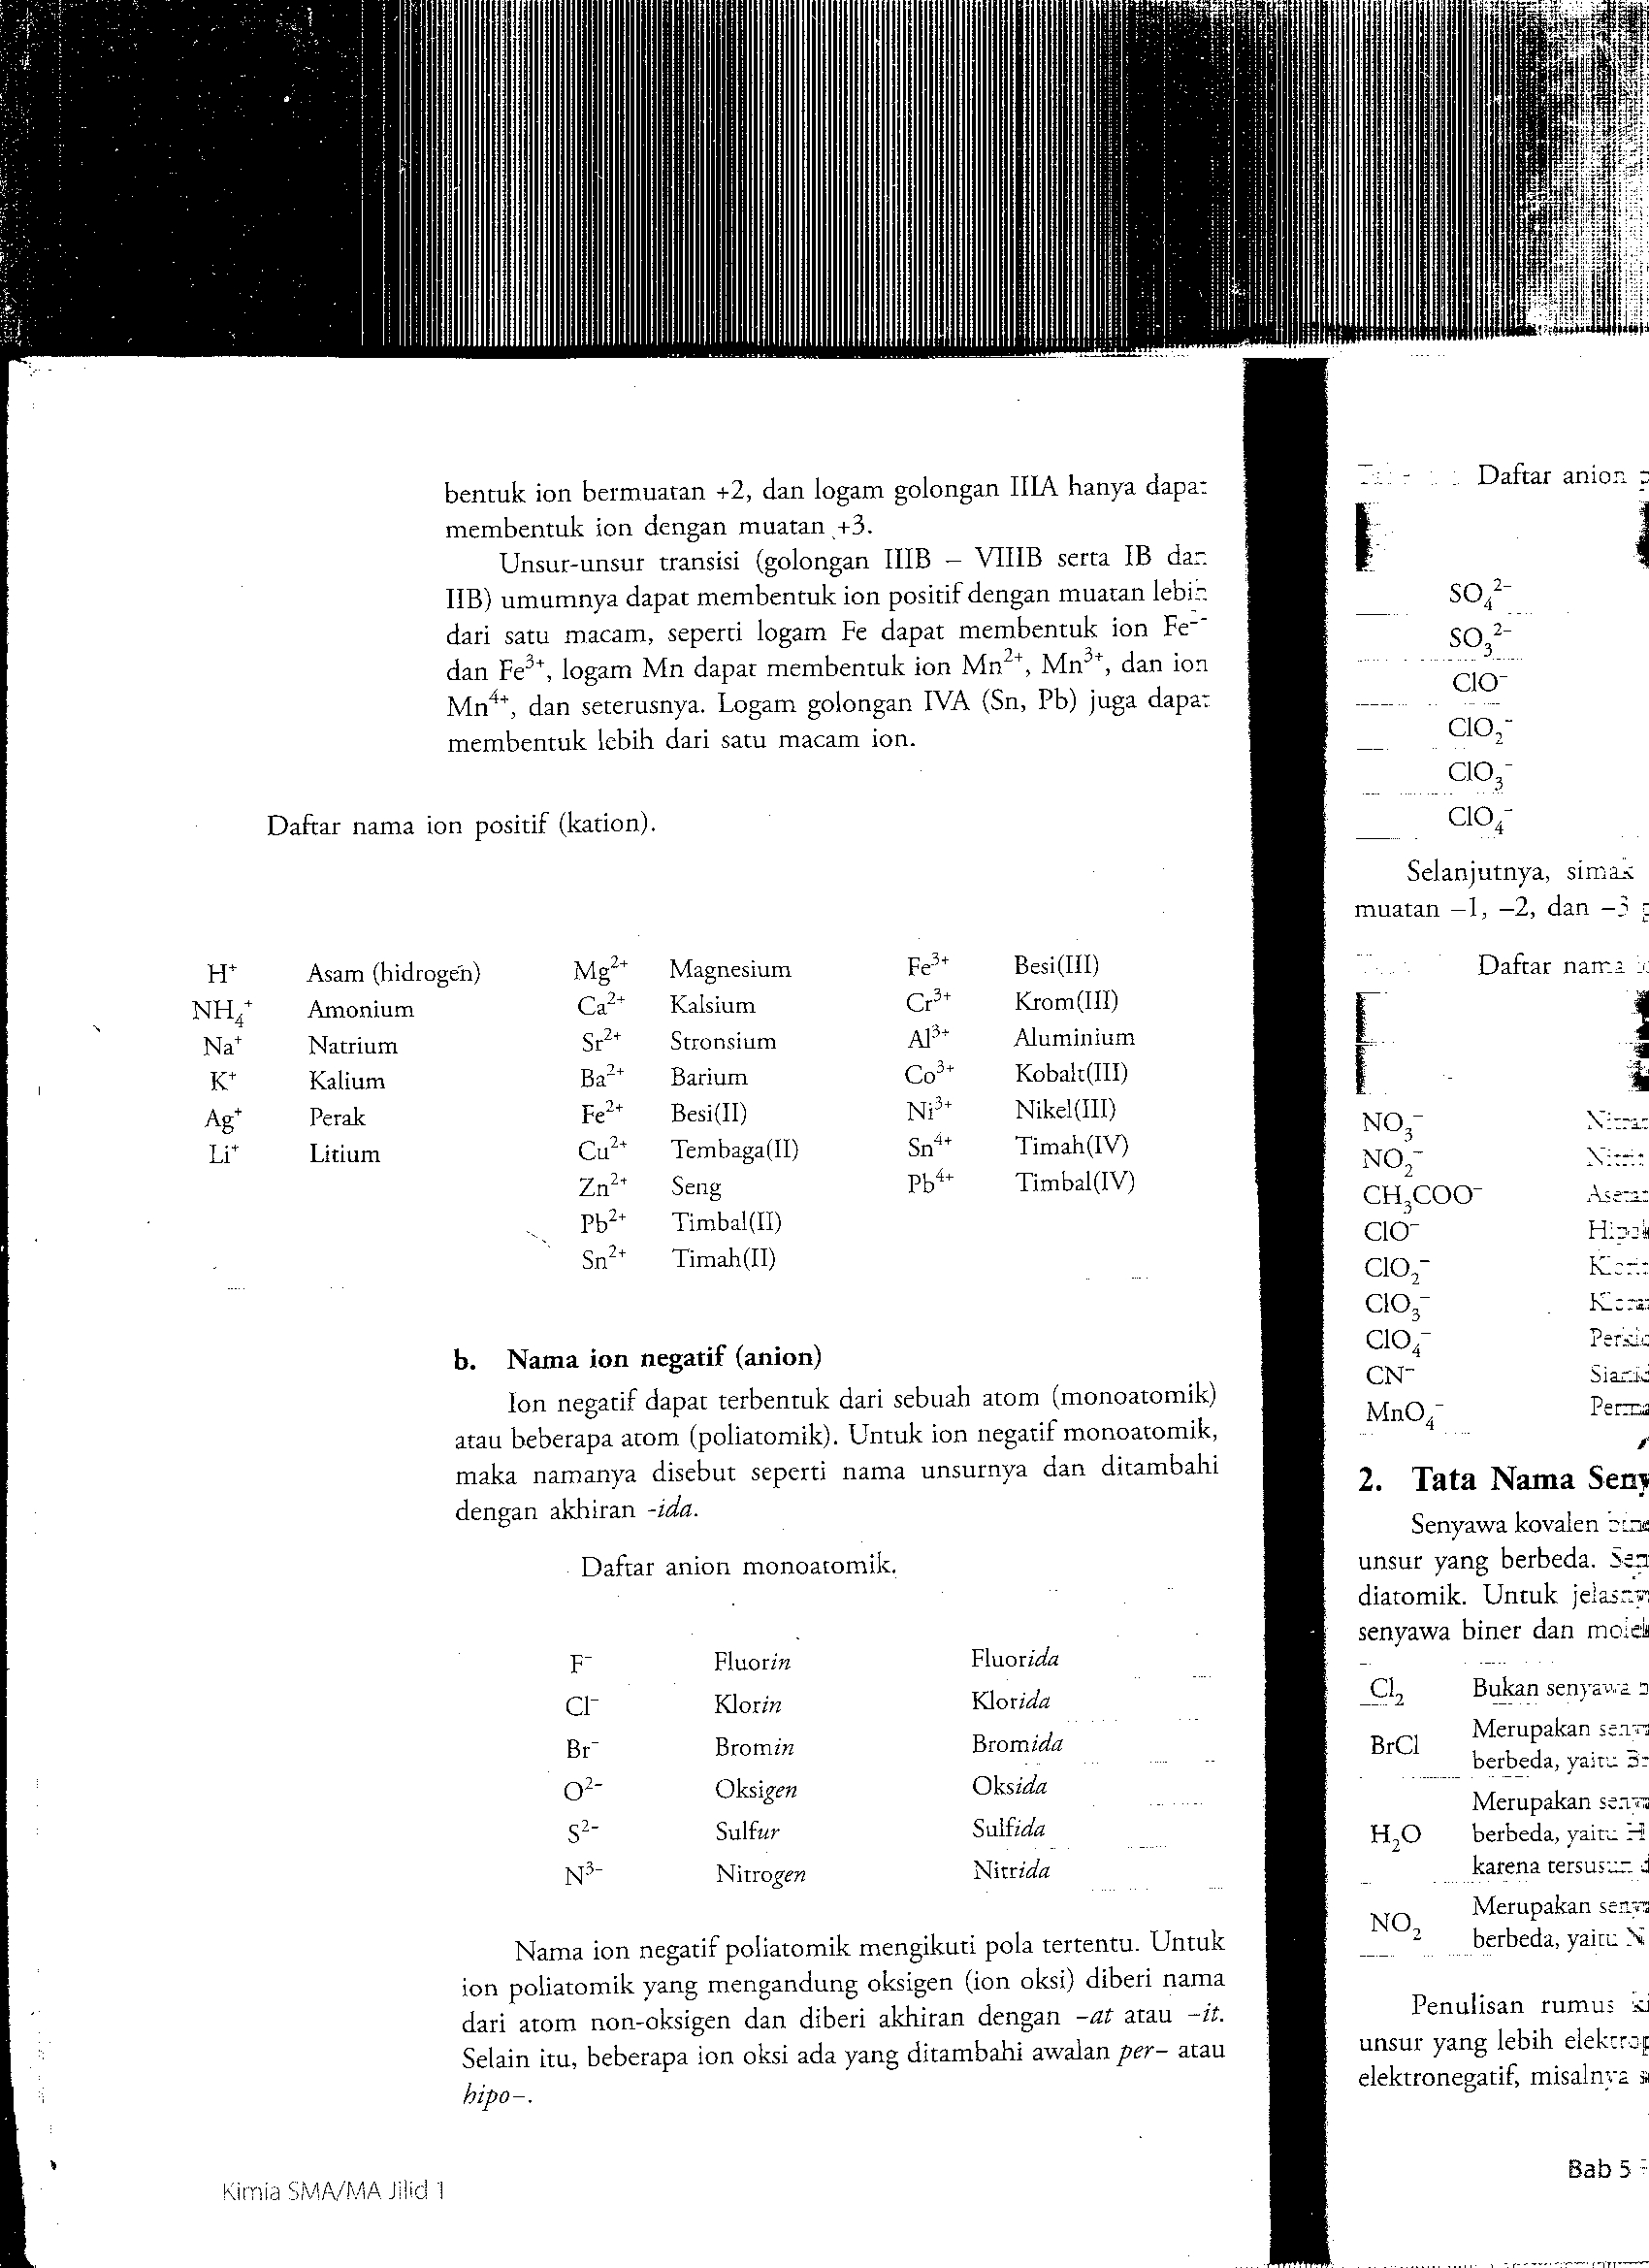 bentuk ion bermuatan +2, dan logam golongan IIIA hanya
membentuk ion dengan muatan +3.
Unsur-unsur transisi (golongan IIIB – VIIIB serta IB
IIB) umumnya dapat membentuk ion positif dengan muatan
dari satu macam, seperti logam Fe dapat membentuk ion
dan Fe³⁺, logam Mn dapat membentuk ion Mn²⁺, Mn³⁺, dan ion
Mn⁴⁺, dan seterusnya. Logam golongan IVA (Sn, Pb) juga
membentuk lebih dari satu macam ion.
Daftar nama ion positif (kation).
H⁺ Asam (hidrogen) Mg²⁺ Magnesium Fe³⁺ Besi(III)
NH₄⁺ Amonium Ca²⁺ Kalsium Cr³⁺ Krom(III)
Na⁺ Natrium Sr²⁺ Stronsium Al³⁺ Aluminium
K⁺ Kalium Ba²⁺ Barium Co³⁺ Kobalt(III)
Ag⁺ Perak Fe²⁺ Besi(II) Ni³⁺ Nikel(III)
Li⁺ Litium Cu²⁺ Tembaga(II) Sn⁴⁺ Timah(IV)
Zn²⁺ Seng Pb⁴⁺ Timbal(IV)
Pb²⁺ Timbal(II)
Sn²⁺ Timah(II)
b. Nama ion negatif (anion)
Ion negatif dapat terbentuk dari sebuah atom (monoatomik)
atau beberapa atom (poliatomik). Untuk ion negatif monoatomik,
maka namanya disebut seperti nama unsurnya dan ditambahi
dengan akhiran -ida.
Daftar anion monoatomik.
F⁻ Fluorin Fluorida
Cl⁻ Klorin Klorida
Br⁻ Bromin Bromida
O²⁻ Oksigen Oksida
S²⁻ Sulfur Sulfida
N³⁻ Nitrogen Nitrida
Nama ion negatif poliatomik mengikuti pola tertentu. Untuk
ion poliatomik yang mengandung oksigen (ion oksi) diberi nama
dari atom non-oksigen dan diberi akhiran dengan –at atau –it.
Selain itu, beberapa ion oksi ada yang ditambahi awalan per– atau
hipo–.
Kimia SMA/MA Jilid 1
Daftar anion
SO₄²⁻
SO₃²⁻
ClO⁻
ClO₂⁻
ClO₃⁻
ClO₄⁻
Selanjutnya, simak
muatan –1, –2, dan –3
Daftar nama
NO₃⁻
NO₂⁻
CH₃COO⁻
ClO⁻
ClO₂⁻
ClO₃⁻
ClO₄⁻
CN⁻
MnO₄⁻
2. Tata Nama
Senyawa kovalen
unsur yang berbeda.
diatomik. Untuk
senyawa biner dan
Cl₂ Bukan senyawa
BrCl Merupakan
berbeda, yaitu
Merupakan
H₂O berbeda, yaitu H
karena
Merupakan
NO₂ berbeda, yaitu N
Penulisan rumus
unsur yang lebih
elektronegatif, misalnya
Bab 5